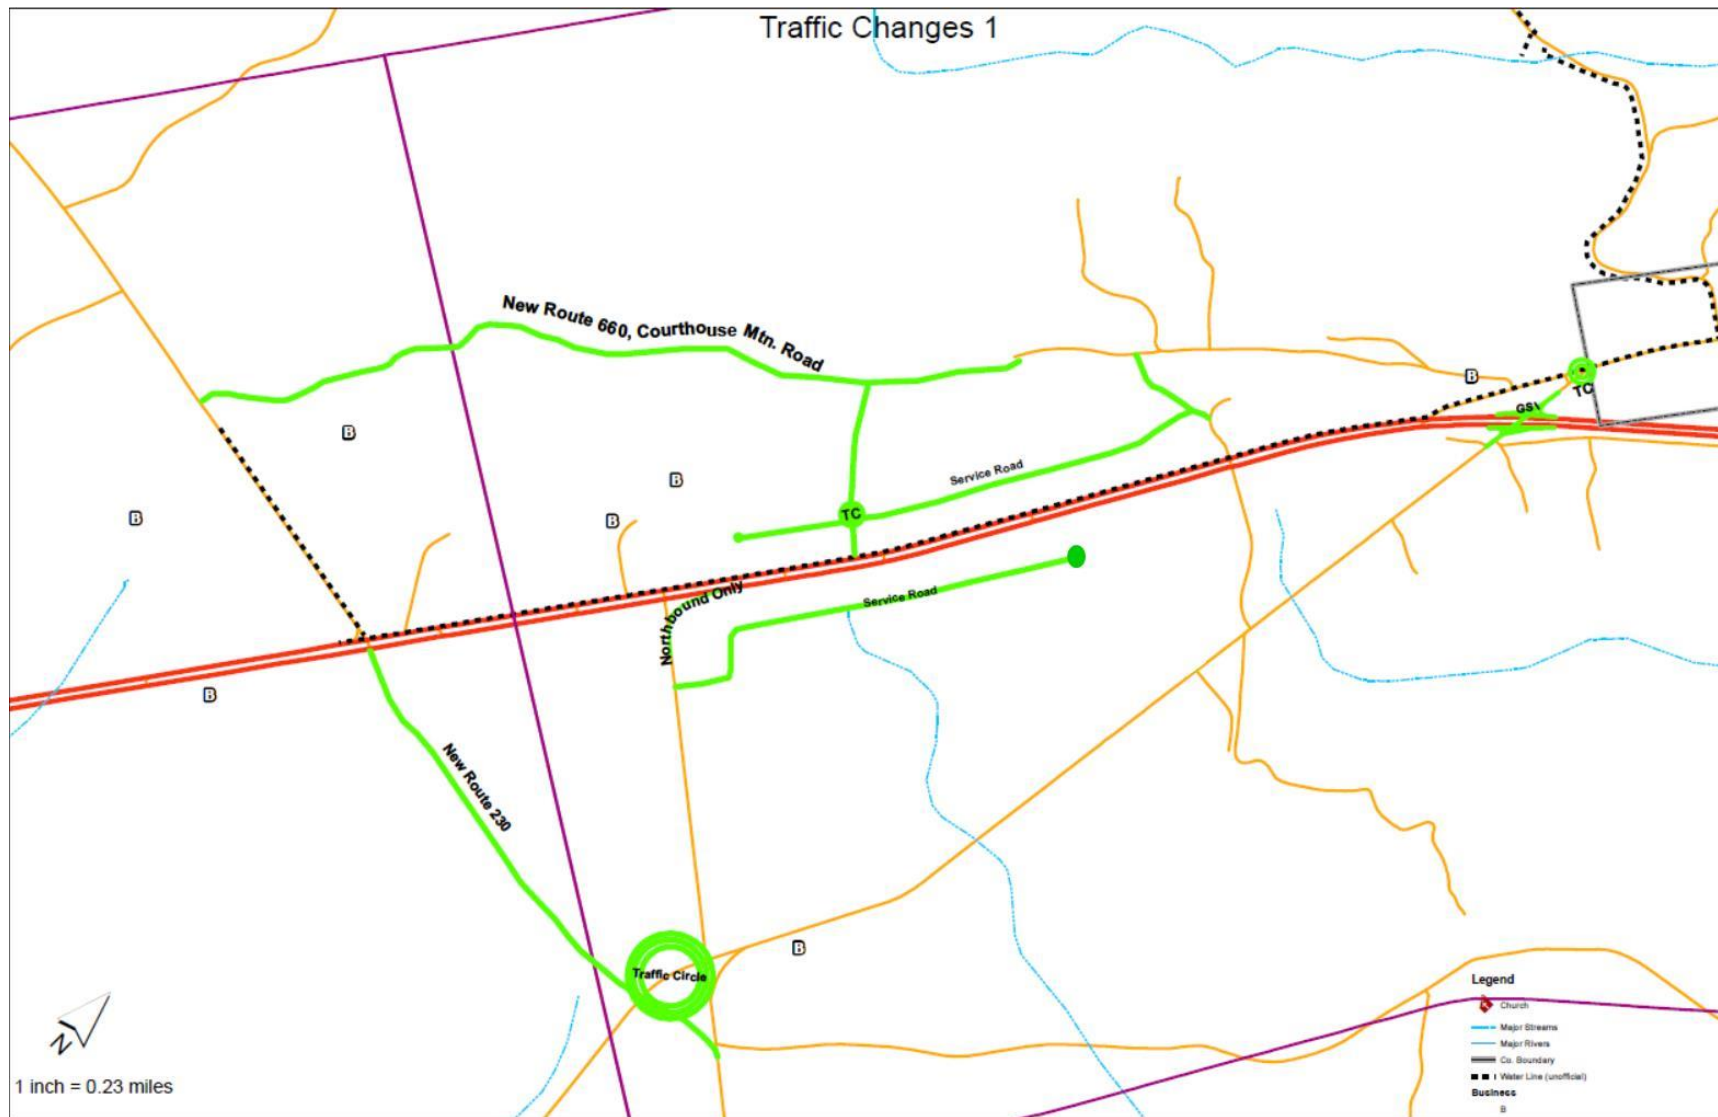 Traffic Changes 1
New Route 660, Courthouse Mtn. Road
B
TC
GSI
B
B
Service Road
B
B
TC
Northbound Only
Service Road
B
New Route 230
B
Traffic Circle
N
1 inch = 0.23 miles
Legend
Church
Major Streams
Major Rivers
Co. Boundary
Water Line (unofficial)
Business
B